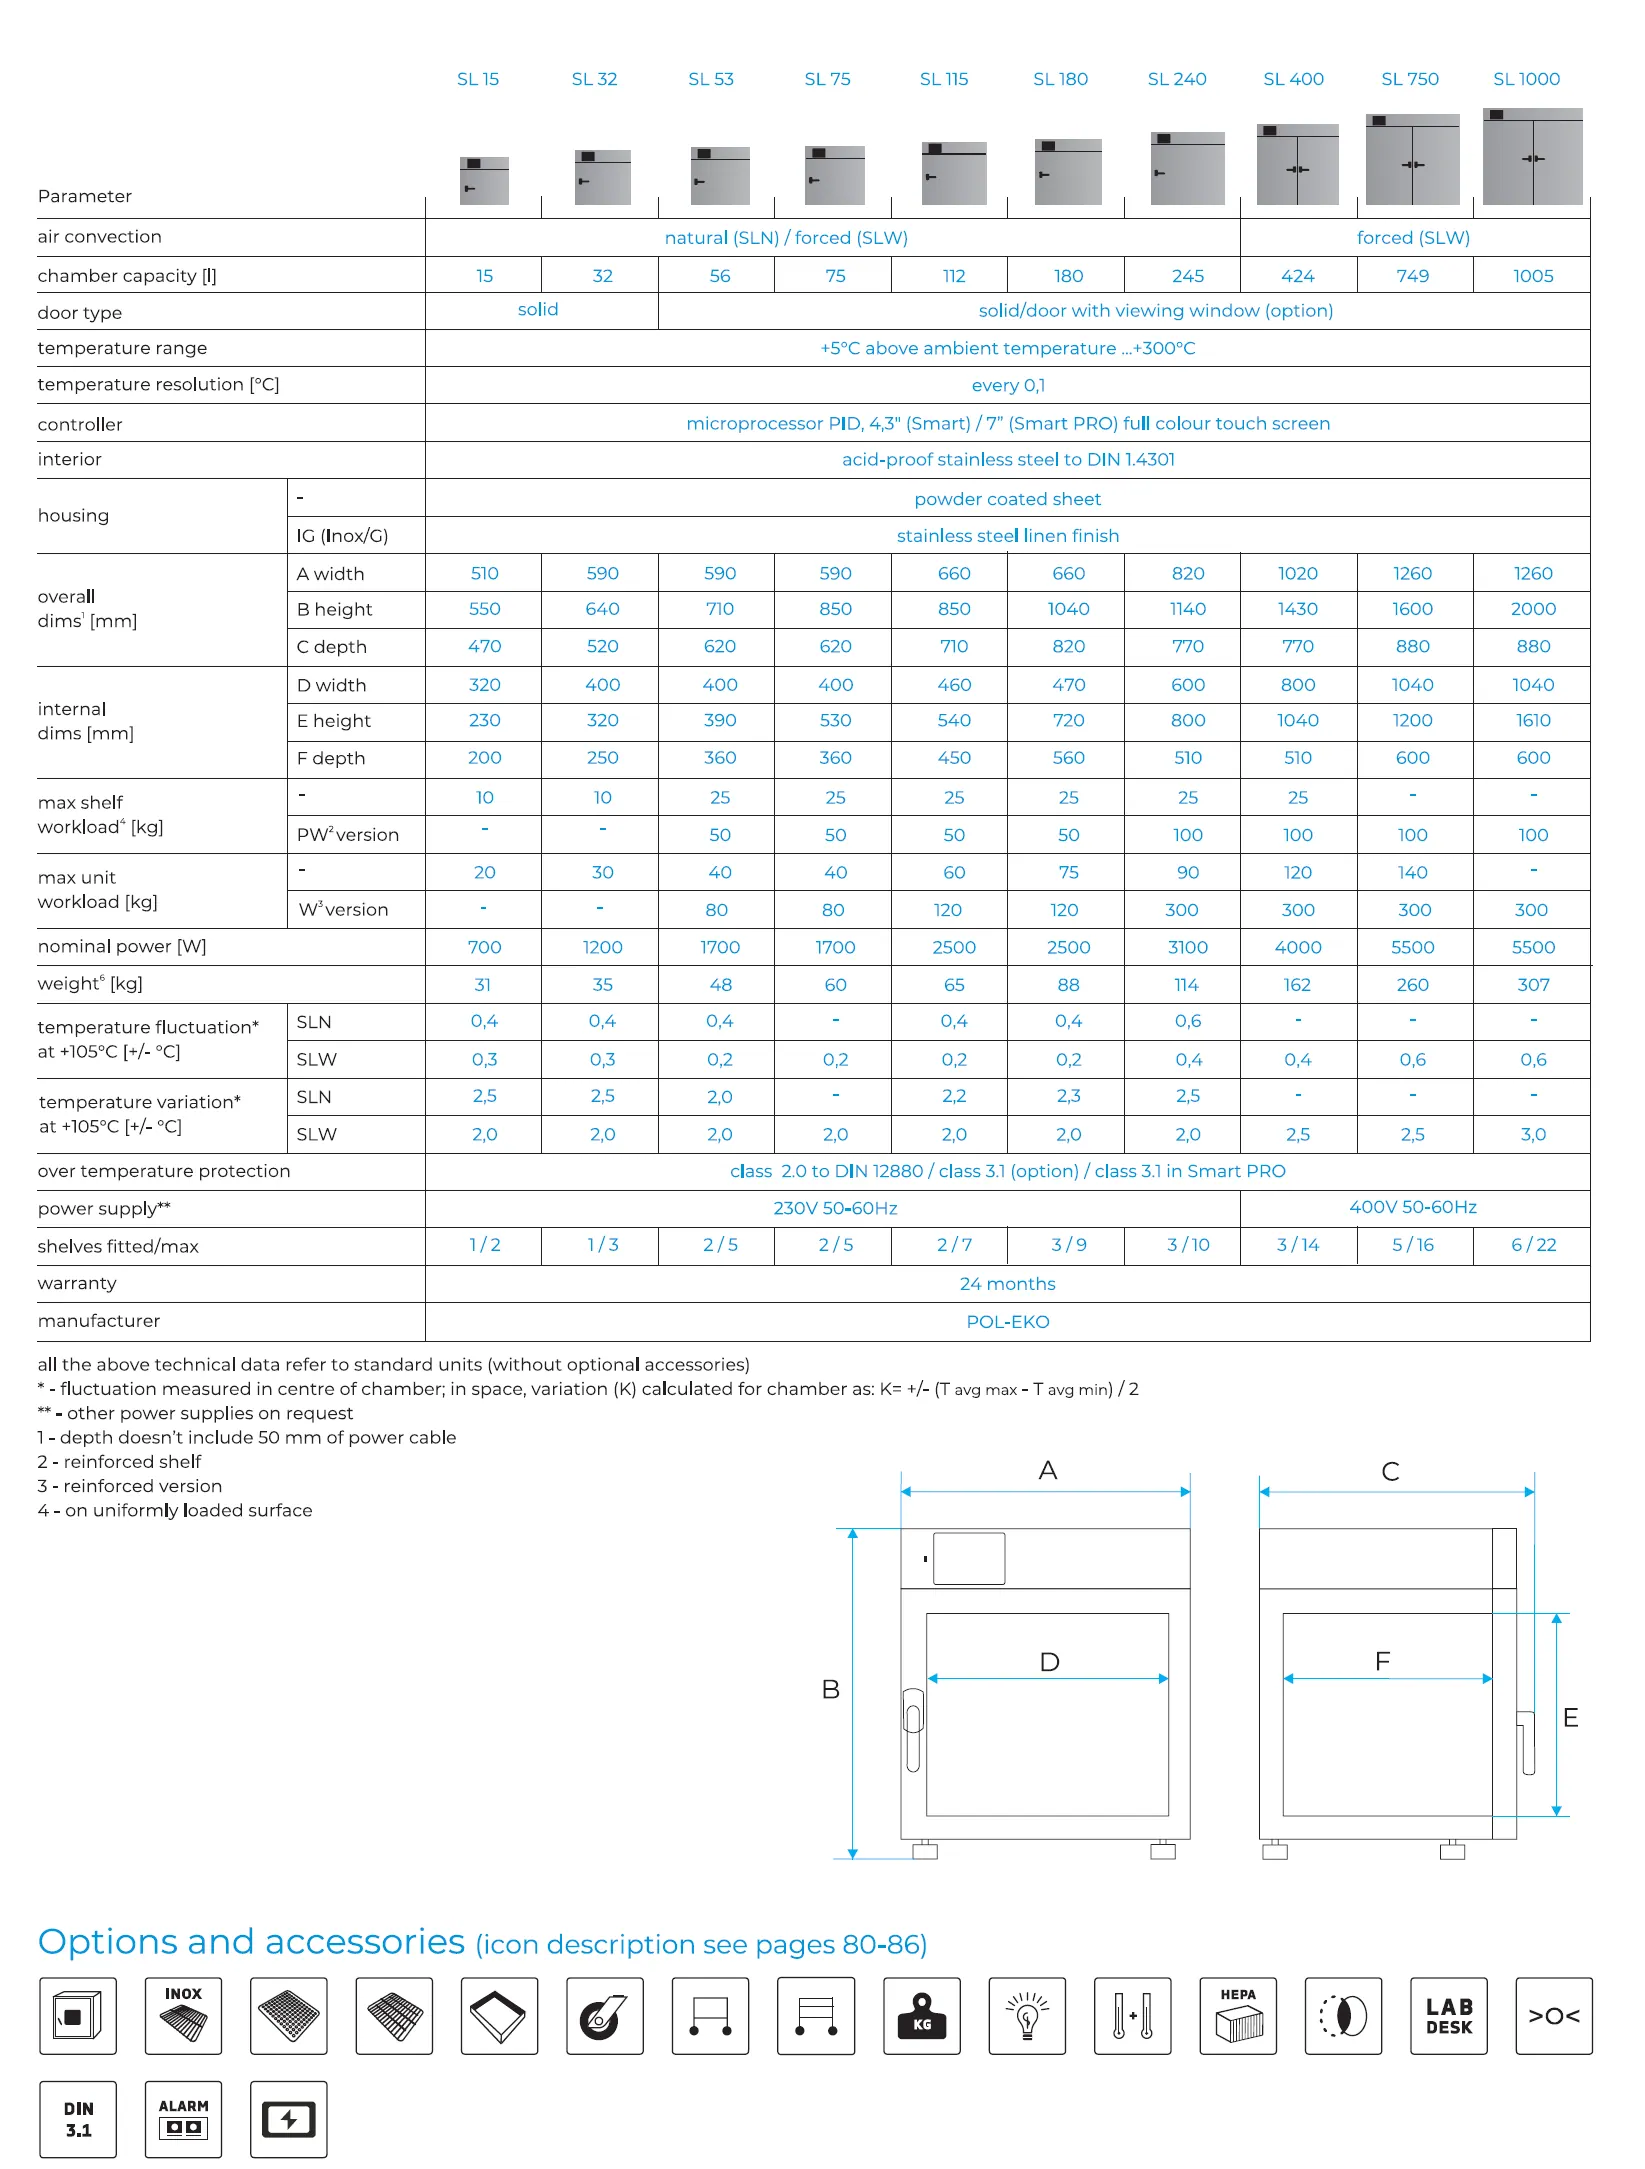 SL 15 SL 32 SL 53 SL 75 SL 115 SL 180 SL 240 SL 400 SL 750 SL 1000
Parameter
air convection natural (SLN) / forced (SLW) forced (SLW)
chamber capacity [l] 15 32 56 75 112 180 245 424 749 1005
door type solid solid/door with viewing window (option)
temperature range +5°C above ambient temperature ...+300°C
temperature resolution [°C] every 0,1
controller microprocessor PID, 4,3" (Smart) / 7” (Smart PRO) full colour touch screen
interior acid-proof stainless steel to DIN 1.4301
housing - powder coated sheet
IG (Inox/G) stainless steel linen finish
overall dims¹ [mm] A width 510 590 590 590 660 660 820 1020 1260 1260
B height 550 640 710 850 850 1040 1140 1430 1600 2000
C depth 470 520 620 620 710 820 770 770 880 880
internal dims [mm] D width 320 400 400 400 460 470 600 800 1040 1040
E height 230 320 390 530 540 720 800 1040 1200 1610
F depth 200 250 360 360 450 560 510 510 600 600
max shelf workload⁴ [kg] - 10 10 25 25 25 25 25 25 - -
PW² version - - 50 50 50 50 100 100 100 100
max unit workload [kg] - 20 30 40 40 60 75 90 120 140 -
W³ version - - 80 80 120 120 300 300 300 300
nominal power [W] 700 1200 1700 1700 2500 2500 3100 4000 5500 5500
weight⁶ [kg] 31 35 48 60 65 88 114 162 260 307
temperature fluctuation* at +105°C [+/- °C] SLN 0,4 0,4 0,4 - 0,4 0,4 0,6 - - -
SLW 0,3 0,3 0,2 0,2 0,2 0,2 0,4 0,4 0,6 0,6
temperature variation* at +105°C [+/- °C] SLN 2,5 2,5 2,0 - 2,2 2,3 2,5 - - -
SLW 2,0 2,0 2,0 2,0 2,0 2,0 2,0 2,5 2,5 3,0
over temperature protection class 2.0 to DIN 12880 / class 3.1 (option) / class 3.1 in Smart PRO
power supply** 230V 50-60Hz 400V 50-60Hz
shelves fitted/max 1 / 2 1 / 3 2 / 5 2 / 5 2 / 7 3 / 9 3 / 10 3 / 14 5 / 16 6 / 22
warranty 24 months
manufacturer POL-EKO
all the above technical data refer to standard units (without optional accessories)
* - fluctuation measured in centre of chamber; in space, variation (K) calculated for chamber as: K= +/- (T avg max - T avg min) / 2
** - other power supplies on request
1 - depth doesn’t include 50 mm of power cable
2 - reinforced shelf
3 - reinforced version
4 - on uniformly loaded surface
A C
D F
B E
Options and accessories (icon description see pages 80-86)
INOX KG HEPA LAB DESK >O<
DIN 3.1 ALARM